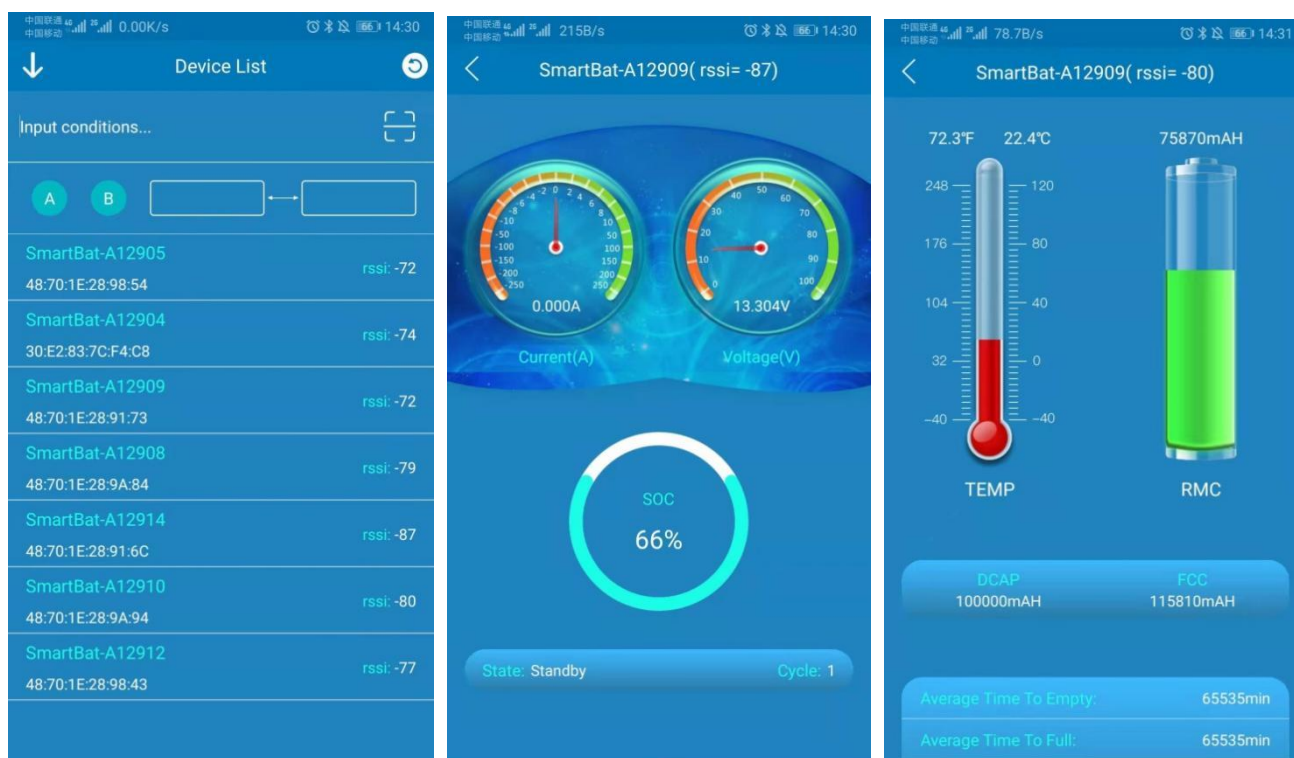 中国联通
中国移动
4G 2G 0.00K/s
66 14:30
Device List
Input conditions...
A B
SmartBat-A12905
48:70:1E:28:98:54
rssi: -72
SmartBat-A12904
30:E2:83:7C:F4:C8
rssi: -74
SmartBat-A12909
48:70:1E:28:91:73
rssi: -72
SmartBat-A12908
48:70:1E:28:9A:84
rssi: -79
SmartBat-A12914
48:70:1E:28:91:6C
rssi: -87
SmartBat-A12910
48:70:1E:28:9A:94
rssi: -80
SmartBat-A12912
48:70:1E:28:98:43
rssi: -77
中国联通
中国移动
4G 2G 215B/s
66 14:30
SmartBat-A12909( rssi= -87)
-250 -200 -150 -100 -50 -10 -8 -6 -4 -2 0 2 4 6 8 10 50 100 150 200 250
0.000A
Current(A)
0 10 20 30 40 50 60 70 80 90 100
13.304V
Voltage(V)
SOC
66%
State: Standby Cycle: 1
中国联通
中国移动
4G 2G 78.7B/s
66 14:31
SmartBat-A12909( rssi= -80)
72.3°F 22.4°C 75870mAH
248 120
176 80
104 40
32 0
-40 -40
TEMP RMC
DCAP FCC
100000mAH 115810mAH
Average Time To Empty: 65535min
Average Time To Full: 65535min